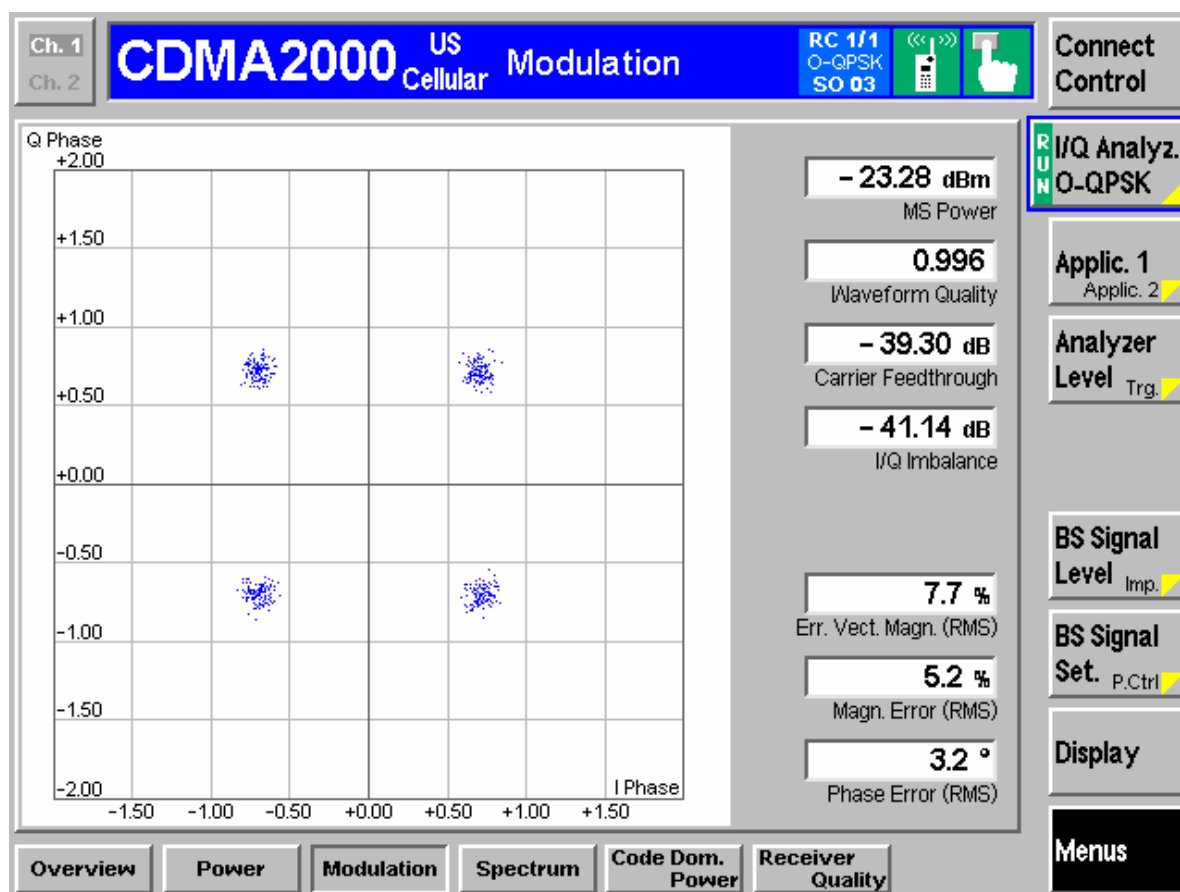 Ch. 1
Ch. 2
CDMA2000 US Cellular Modulation
RC 1/1
O-QPSK
SO 03
Connect
Control
Q Phase
+2.00
+1.50
+1.00
+0.50
+0.00
-0.50
-1.00
-1.50
-2.00
I Phase
-1.50 -1.00 -0.50 +0.00 +0.50 +1.00 +1.50
- 23.28 dBm
MS Power
0.996
Waveform Quality
- 39.30 dB
Carrier Feedthrough
- 41.14 dB
I/Q Imbalance
7.7 %
Err. Vect. Magn. (RMS)
5.2 %
Magn. Error (RMS)
3.2 °
Phase Error (RMS)
RUN
I/Q Analyz.
O-QPSK
Applic. 1
Applic. 2
Analyzer
Level Trg.
BS Signal
Level Imp.
BS Signal
Set. P.Ctrl
Display
Menus
Overview
Power
Modulation
Spectrum
Code Dom.
Power
Receiver
Quality